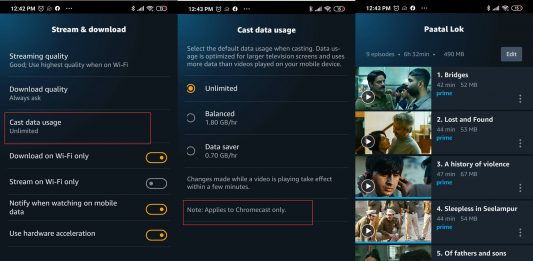 12:42 PM
Stream & download
Streaming quality
Good; Use highest quality when on Wi-Fi
Download quality
Always ask
Cast data usage
Unlimited
Download on Wi-Fi only
Stream on Wi-Fi only
Notify when watching on mobile
data
Use hardware acceleration
12:43 PM
Cast data usage
Select the default data usage when casting. Data us-
age is optimized for larger television screens and uses
more data than videos played on your mobile device.
Unlimited
Balanced
1.80 GB/hr
Data saver
0.70 GB/hr
Changes made while a video is playing take effect
within a few minutes.
Note: Applies to Chromecast only.
12:43 PM
Paatal Lok
9 episodes • 6h 32min • 490 MB
Edit
1. Bridges
42 min 52 MB
prime
2. Lost and Found
44 min 53 MB
prime
3. A history of violence
47 min 67 MB
prime
4. Sleepless in Seelampur
44 min 54 MB
prime
5. Of fathers and sons